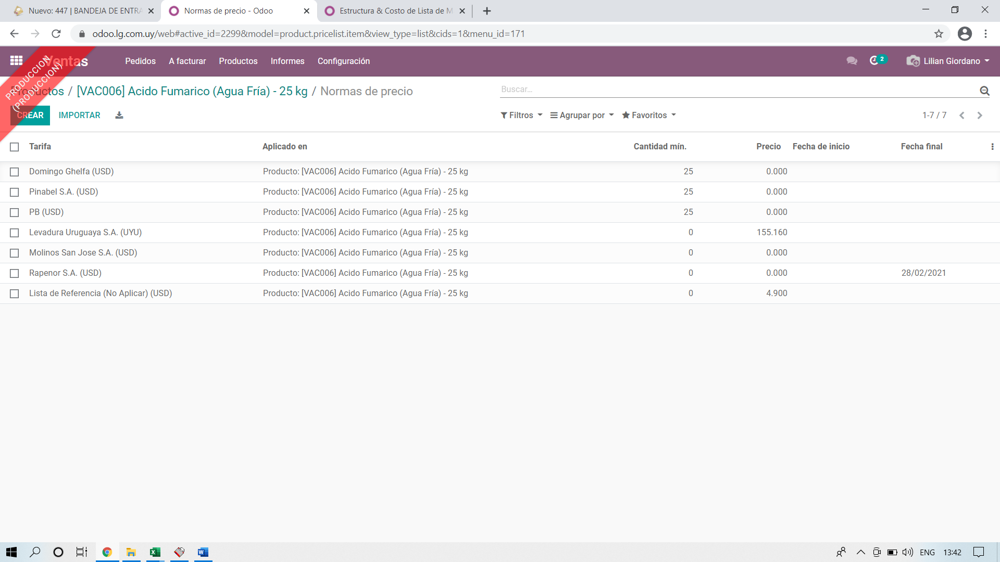 Nuevo: 447 | BANDEJA DE ENTRA
Normas de precio - Odoo
Estructura & Costo de Lista de M
odoo.lg.com.uy/web#active_id=2299&model=product.pricelist.item&view_type=list&cids=1&menu_id=171
Ventas
Pedidos
A facturar
Productos
Informes
Configuración
2
Lilian Giordano
PRODUCCION
(PRODUCCION)
Productos / [VAC006] Acido Fumarico (Agua Fría) - 25 kg / Normas de precio
Buscar...
CREAR
IMPORTAR
Filtros
Agrupar por
Favoritos
1-7 / 7
Tarifa Aplicado en Cantidad mín. Precio Fecha de inicio Fecha final
Domingo Ghelfa (USD) Producto: [VAC006] Acido Fumarico (Agua Fría) - 25 kg 25 0.000
Pinabel S.A. (USD) Producto: [VAC006] Acido Fumarico (Agua Fría) - 25 kg 25 0.000
PB (USD) Producto: [VAC006] Acido Fumarico (Agua Fría) - 25 kg 25 0.000
Levadura Uruguaya S.A. (UYU) Producto: [VAC006] Acido Fumarico (Agua Fría) - 25 kg 0 155.160
Molinos San Jose S.A. (USD) Producto: [VAC006] Acido Fumarico (Agua Fría) - 25 kg 0 0.000
Rapenor S.A. (USD) Producto: [VAC006] Acido Fumarico (Agua Fría) - 25 kg 0 0.000 28/02/2021
Lista de Referencia (No Aplicar) (USD) Producto: [VAC006] Acido Fumarico (Agua Fría) - 25 kg 0 4.900
ENG
13:42